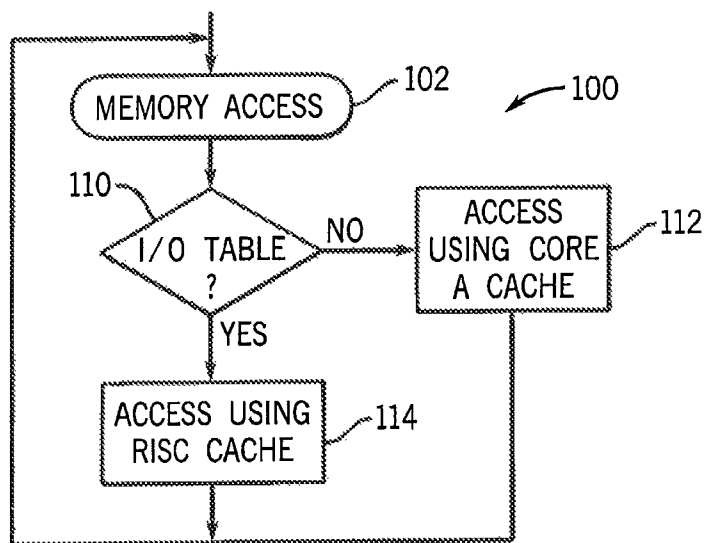 102
MEMORY ACCESS
100
110
I/O TABLE
?
NO
ACCESS
USING CORE
A CACHE
112
YES
ACCESS USING
RISC CACHE
114